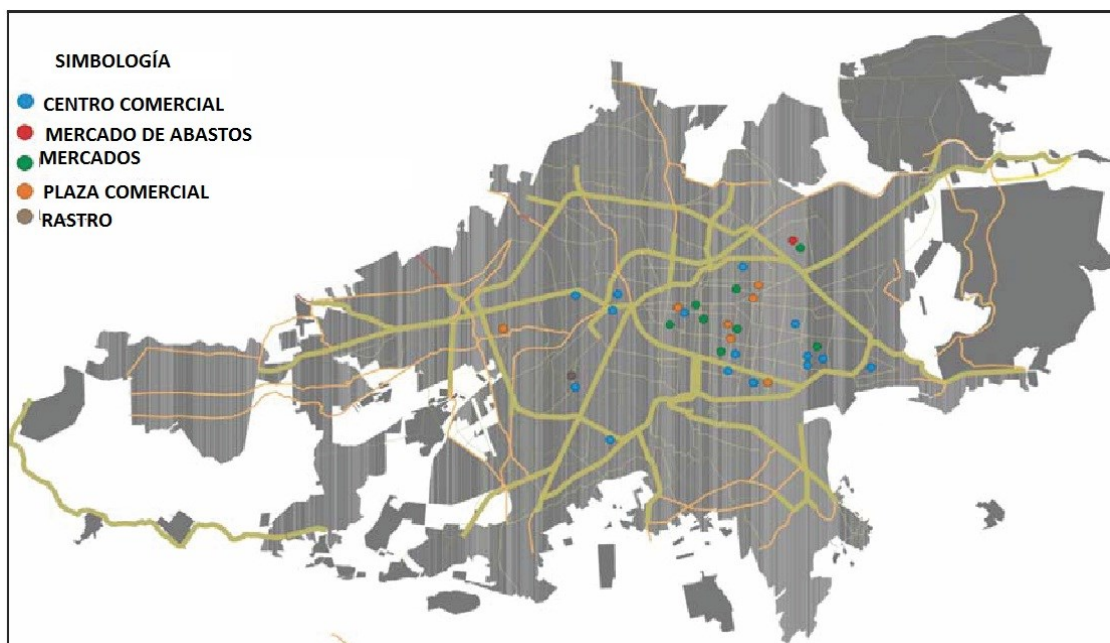 SIMBOLOGÍA
CENTRO COMERCIAL
MERCADO DE ABASTOS
MERCADOS
PLAZA COMERCIAL
RASTRO